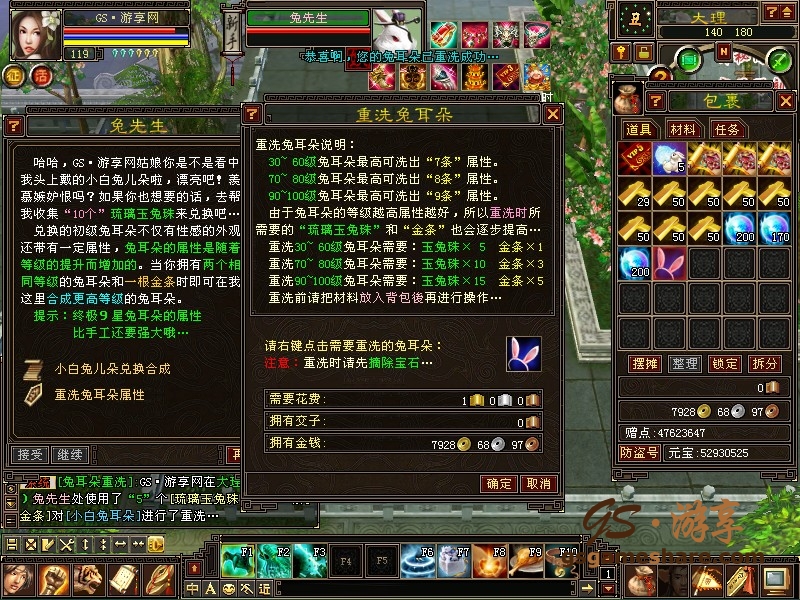 GS·游享网
119
新手
兔先生
恭喜啊,您的兔耳朵已重洗成功…
丑
大理
140 180
N
征
活
时
兔先生
哈哈,GS·游享网姑娘你是不是看中
我头上戴的小白兔儿朵啦,漂亮吧!羡
慕嫉妒恨吗?如果你也想要的话,去帮
我收集“10个”琉璃玉兔珠来兑换吧…
兑换的初级兔耳朵不仅有性感的外观
还带有一定属性,兔耳朵的属性是随着
等级的提升而增加的。当你拥有两个相
同等级的兔耳朵和一根金条时即可在我
这里合成更高等级的兔耳朵。
提示:终极9星兔耳朵的属性
比手工还要强大哦…
小白兔儿朵兑换合成
重洗兔耳朵属性
接受 继续 再
重洗兔耳朵
重洗兔耳朵说明:
30~ 60级兔耳朵最高可洗出“7条”属性。
70~ 80级兔耳朵最高可洗出“8条”属性。
90~100级兔耳朵最高可洗出“9条”属性。
由于兔耳朵的等级越高属性越好,所以重洗时所
需要的“琉璃玉兔珠”和“金条”也会逐步提高…
重洗30~ 60级兔耳朵需要:玉兔珠× 5 金条×1
重洗70~ 80级兔耳朵需要:玉兔珠×10 金条×3
重洗90~100级兔耳朵需要:玉兔珠×15 金条×5
重洗前请把材料放入背包後再进行操作…
请右键点击需要重洗的兔耳朵:
注意:重洗时请先摘除宝石…
需要花费: 1 0 0
拥有交子: 0
拥有金钱: 7928 68 97
确定 取消
包裹
道具 材料 任务
5
29 50 50 50 50
50 50 50 200 170
200
摆摊 整理 锁定 拆分
0
7928 68 97
赠点:47623647
防盗号 元宝:52930525
[兔耳朵重洗]:GS·游享网在大理
兔先生处使用了“5”个[琉璃玉兔珠
金条]对[小白兔耳朵]进行了重洗…
F1 F2 F3 F4 F5 F6 F7 F8 F9 F10
中 A 近
1
GS·游享